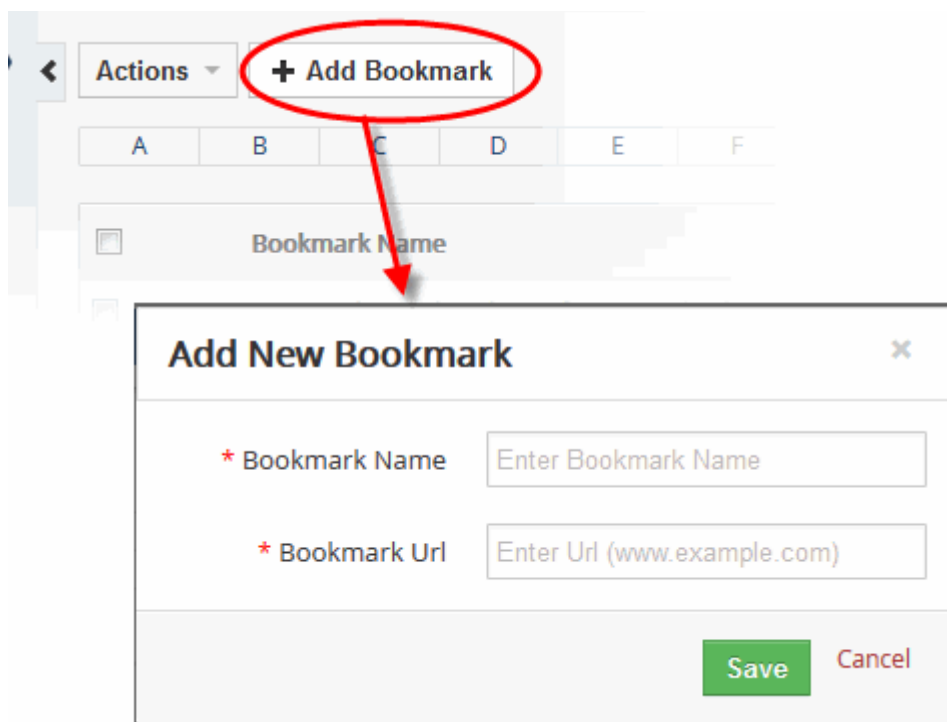 Actions + Add Bookmark
A B C D E F
Bookmark Name
Add New Bookmark ×
* Bookmark Name Enter Bookmark Name
* Bookmark Url Enter Url (www.example.com)
Save Cancel